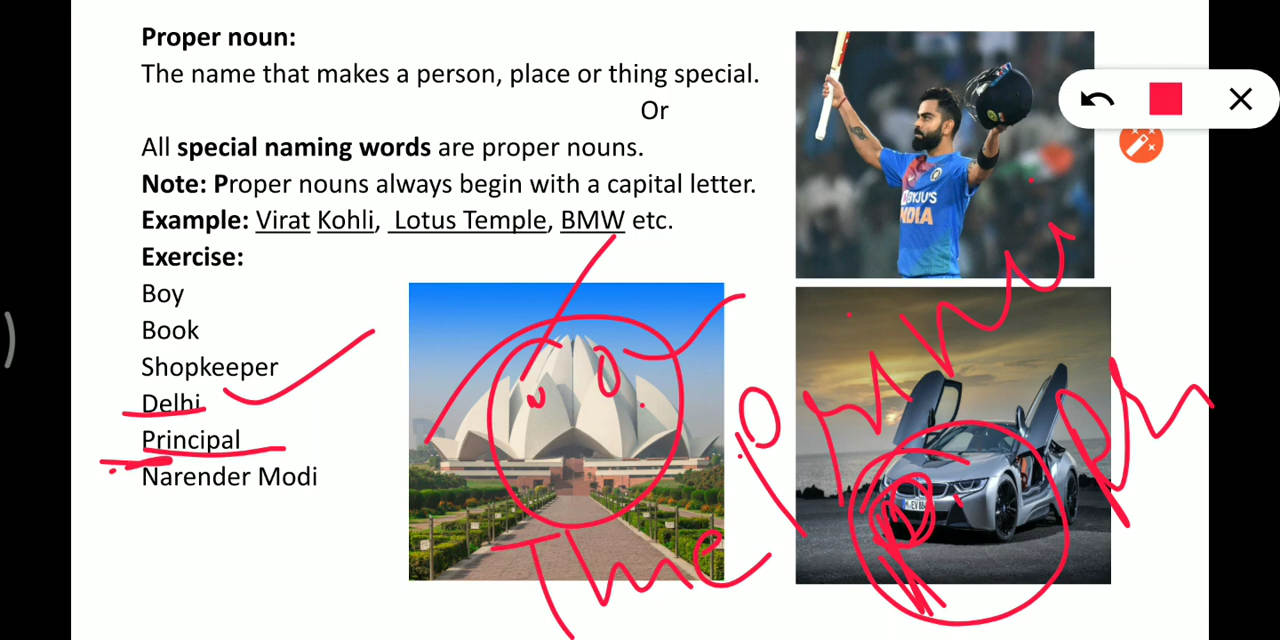 Proper noun:
The name that makes a person, place or thing special.
Or
All special naming words are proper nouns.
Note: Proper nouns always begin with a capital letter.
Example: Virat Kohli, Lotus Temple, BMW etc.
Exercise:
Boy
Book
Shopkeeper
Delhi
Principal
Narender Modi
BYJU'S
INDIA